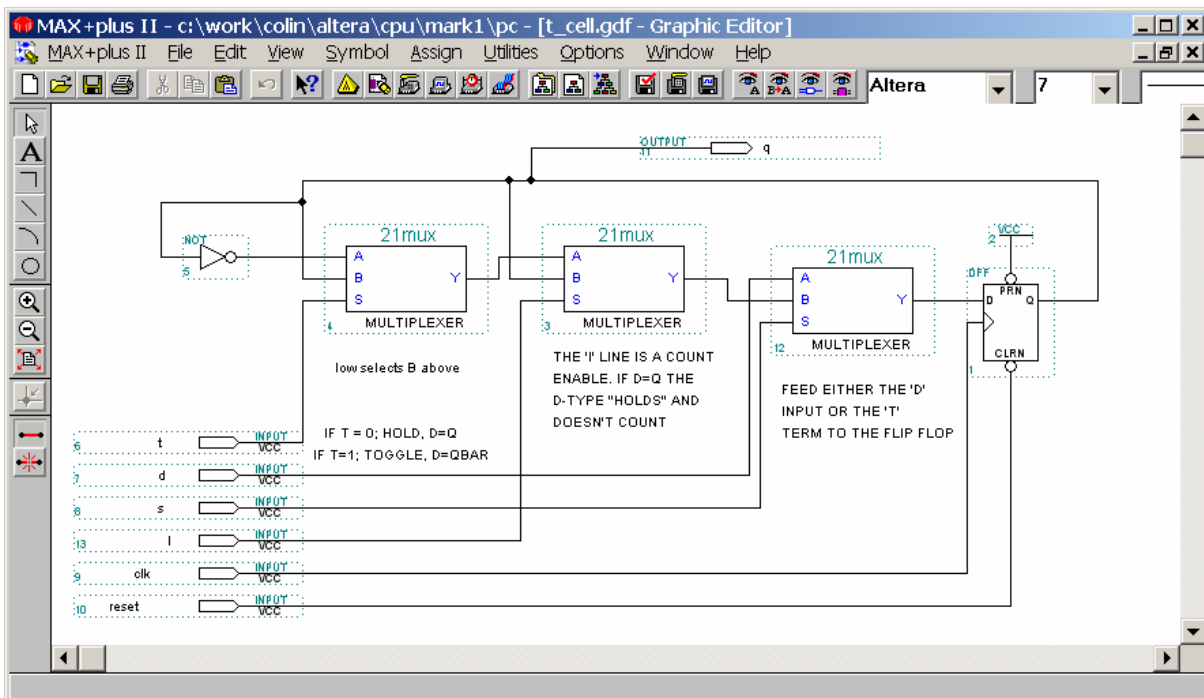 MAX+plus II - c:\work\colin\altera\cpu\mark1\pc - [t_cell.gdf - Graphic Editor]
MAX+plus II File Edit View Symbol Assign Utilities Options Window Help
Altera 7
OUTPUT
11 q
NOT
5
21mux
A
B
S
Y
4
MULTIPLEXER
21mux
A
B
S
Y
3
MULTIPLEXER
21mux
A
B
S
Y
12
MULTIPLEXER
VCC
2
DFF
PRN
D Q
CLRN
1
low selects B above
THE 'I' LINE IS A COUNT
ENABLE. IF D=Q THE
D-TYPE "HOLDS" AND
DOESN'T COUNT
FEED EITHER THE 'D'
INPUT OR THE 'T'
TERM TO THE FLIP FLOP
IF T = 0; HOLD, D=Q
IF T=1; TOGGLE, D=QBAR
6 t INPUT
VCC
7 d INPUT
VCC
8 s INPUT
VCC
13 I INPUT
VCC
9 clk INPUT
VCC
10 reset INPUT
VCC